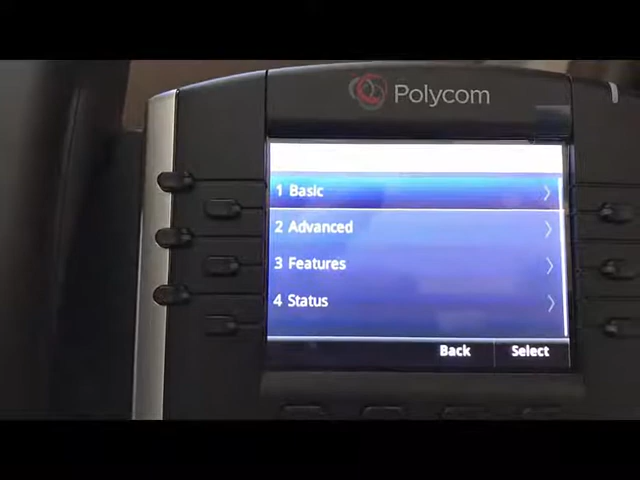 Polycom
1 Basic
2 Advanced
3 Features
4 Status
Back Select